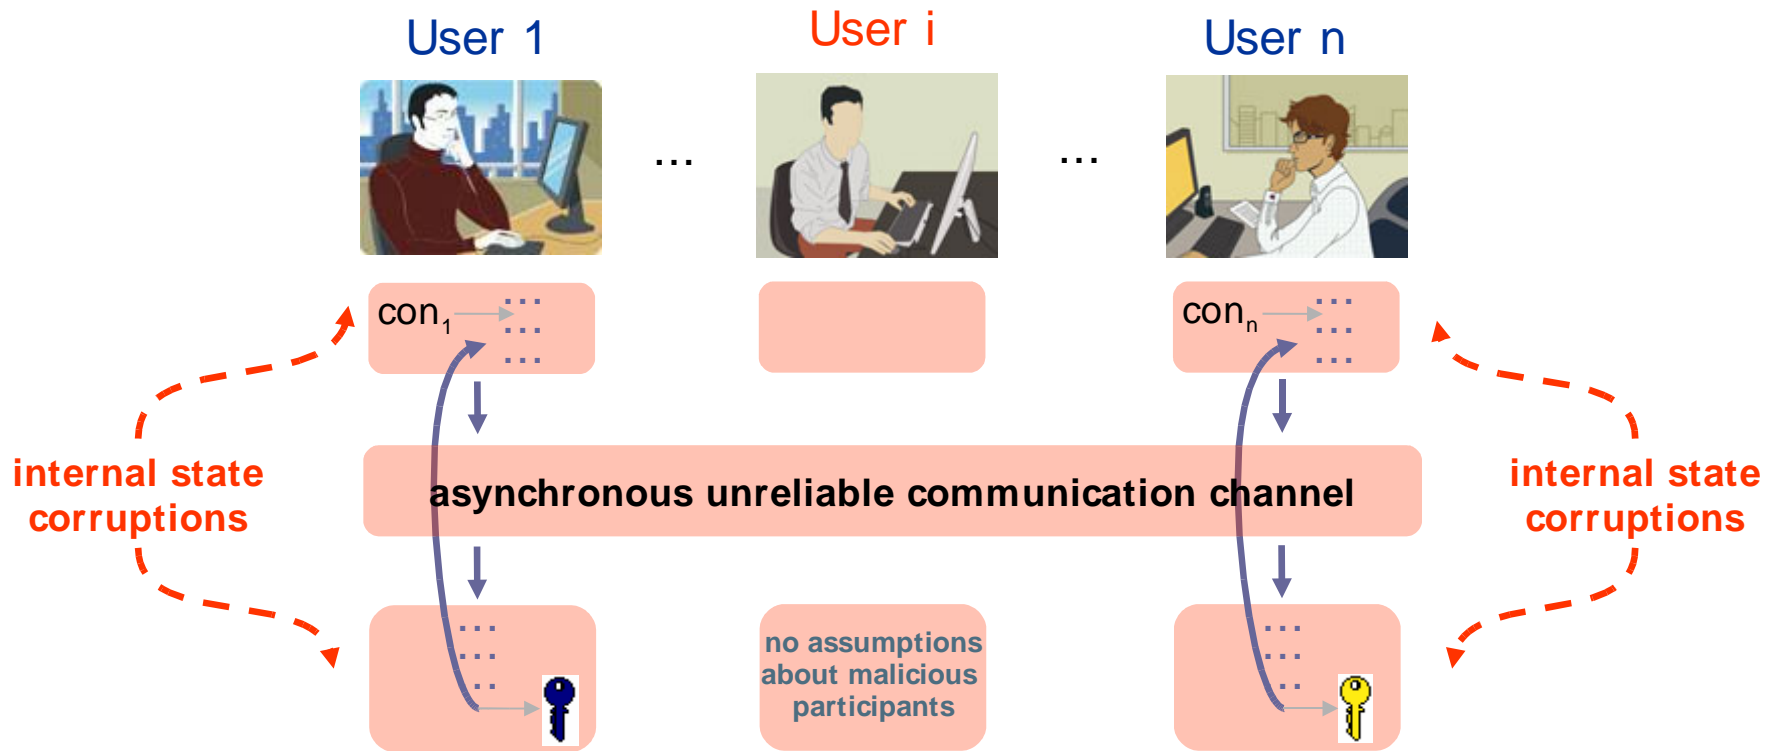 User 1
User i
User n
...
...
con1
...
...
...
conn
...
...
...
internal state
corruptions
asynchronous unreliable communication channel
internal state
corruptions
...
...
..
no assumptions
about malicious
participants
...
...
...